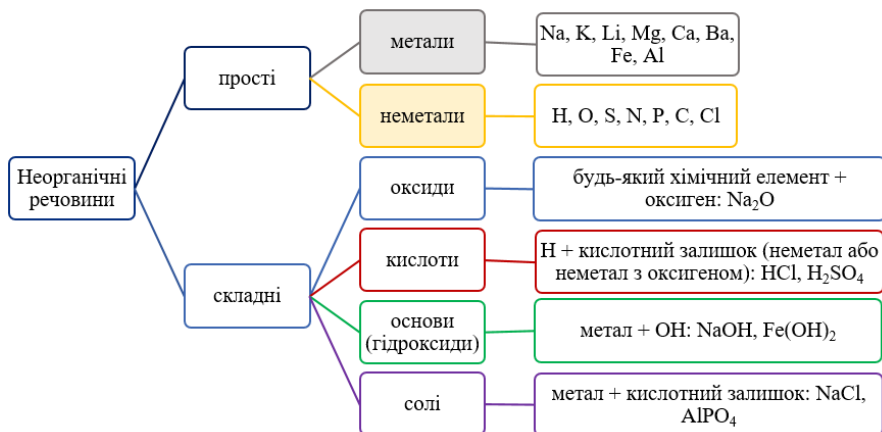 Неорганічні
речовини
прості
метали
Na, K, Li, Mg, Ca, Ba,
Fe, Al
неметали
H, O, S, N, P, C, Cl
складні
оксиди
будь-який хімічний елемент +
оксиген: Na₂O
кислоти
Н + кислотний залишок (неметал або
неметал з оксигеном): HCl, H₂SO₄
основи
(гідроксиди)
метал + ОН: NaOH, Fe(OH)₂
солі
метал + кислотний залишок: NaCl,
AlPO₄